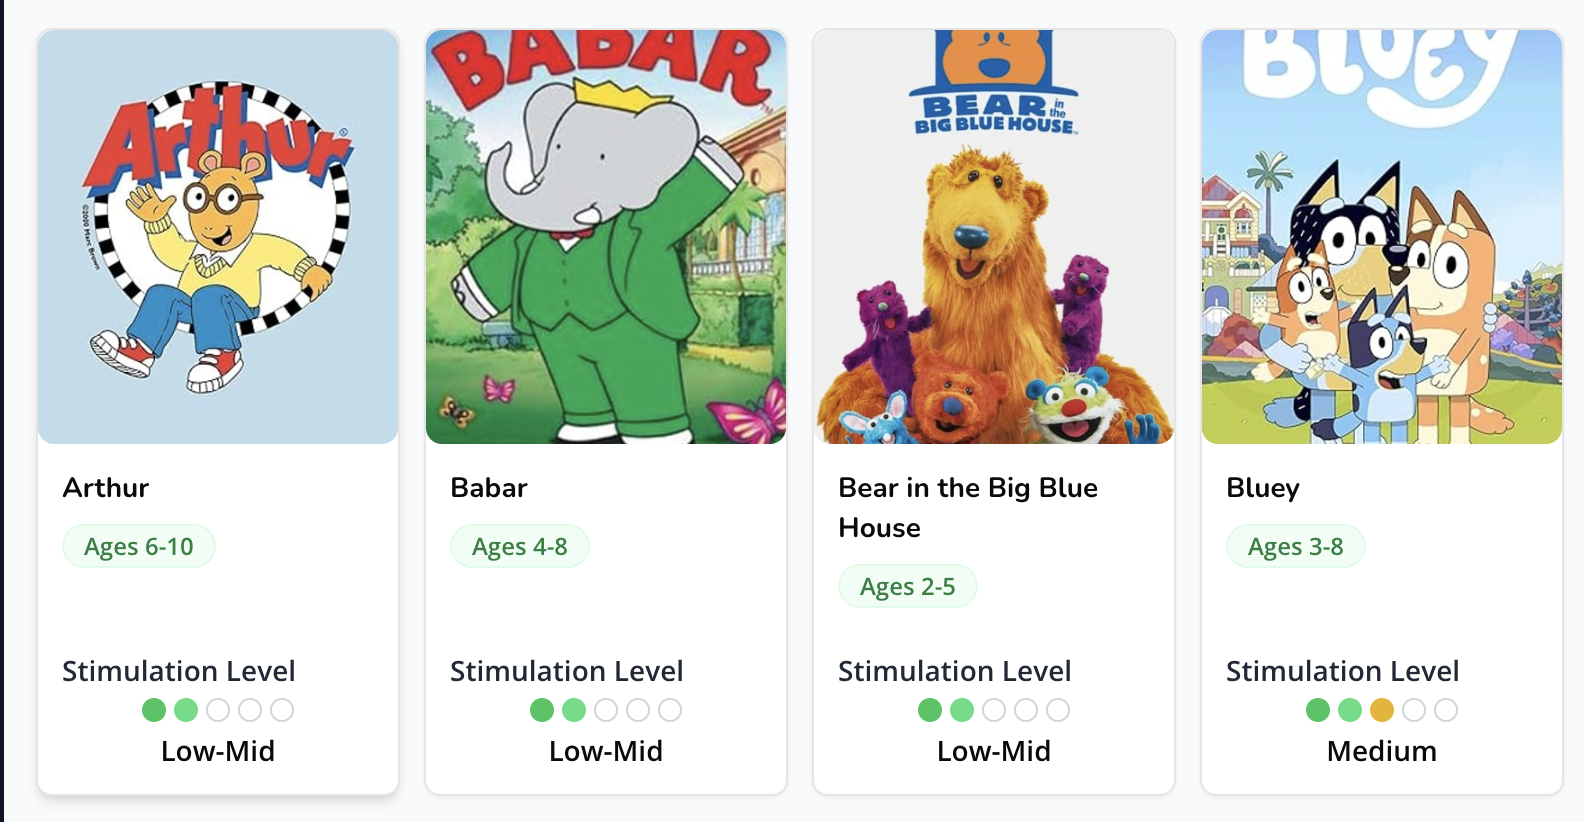 Arthur
®
©2000 Marc Brown
Arthur
Ages 6-10
Stimulation Level
Low-Mid
BABAR
Babar
Ages 4-8
Stimulation Level
Low-Mid
BEAR in the
BIG BLUE HOUSE™
Bear in the Big Blue
House
Ages 2-5
Stimulation Level
Low-Mid
BLUEY
Bluey
Ages 3-8
Stimulation Level
Medium